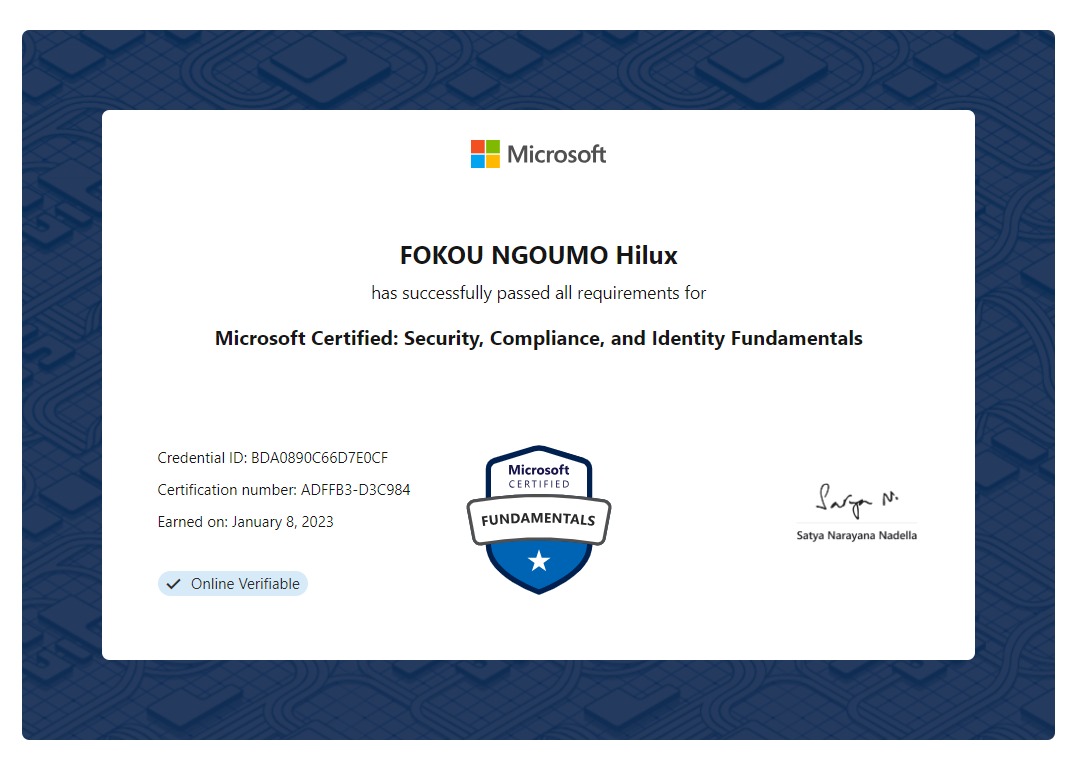 Microsoft
FOKOU NGOUMO Hilux
has successfully passed all requirements for
Microsoft Certified: Security, Compliance, and Identity Fundamentals
Credential ID: BDA0890C66D7E0CF
Certification number: ADFFB3-D3C984
Earned on: January 8, 2023
Online Verifiable
Microsoft
CERTIFIED
FUNDAMENTALS
Satya N.
Satya Narayana Nadella